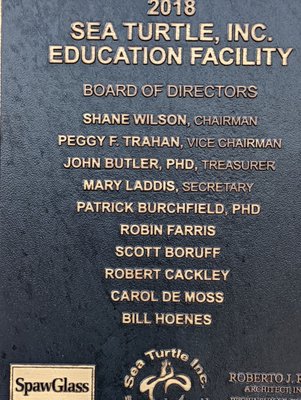 2018
SEA TURTLE, INC.
EDUCATION FACILITY
BOARD OF DIRECTORS
SHANE WILSON, CHAIRMAN
PEGGY F. TRAHAN, VICE CHAIRMAN
JOHN BUTLER, PHD, TREASURER
MARY LADDIS, SECRETARY
PATRICK BURCHFIELD, PHD
ROBIN FARRIS
SCOTT BORUFF
ROBERT CACKLEY
CAROL DE MOSS
BILL HOENES
SpawGlass
Sea Turtle Inc.
ROBERTO J.
ARCHITECT